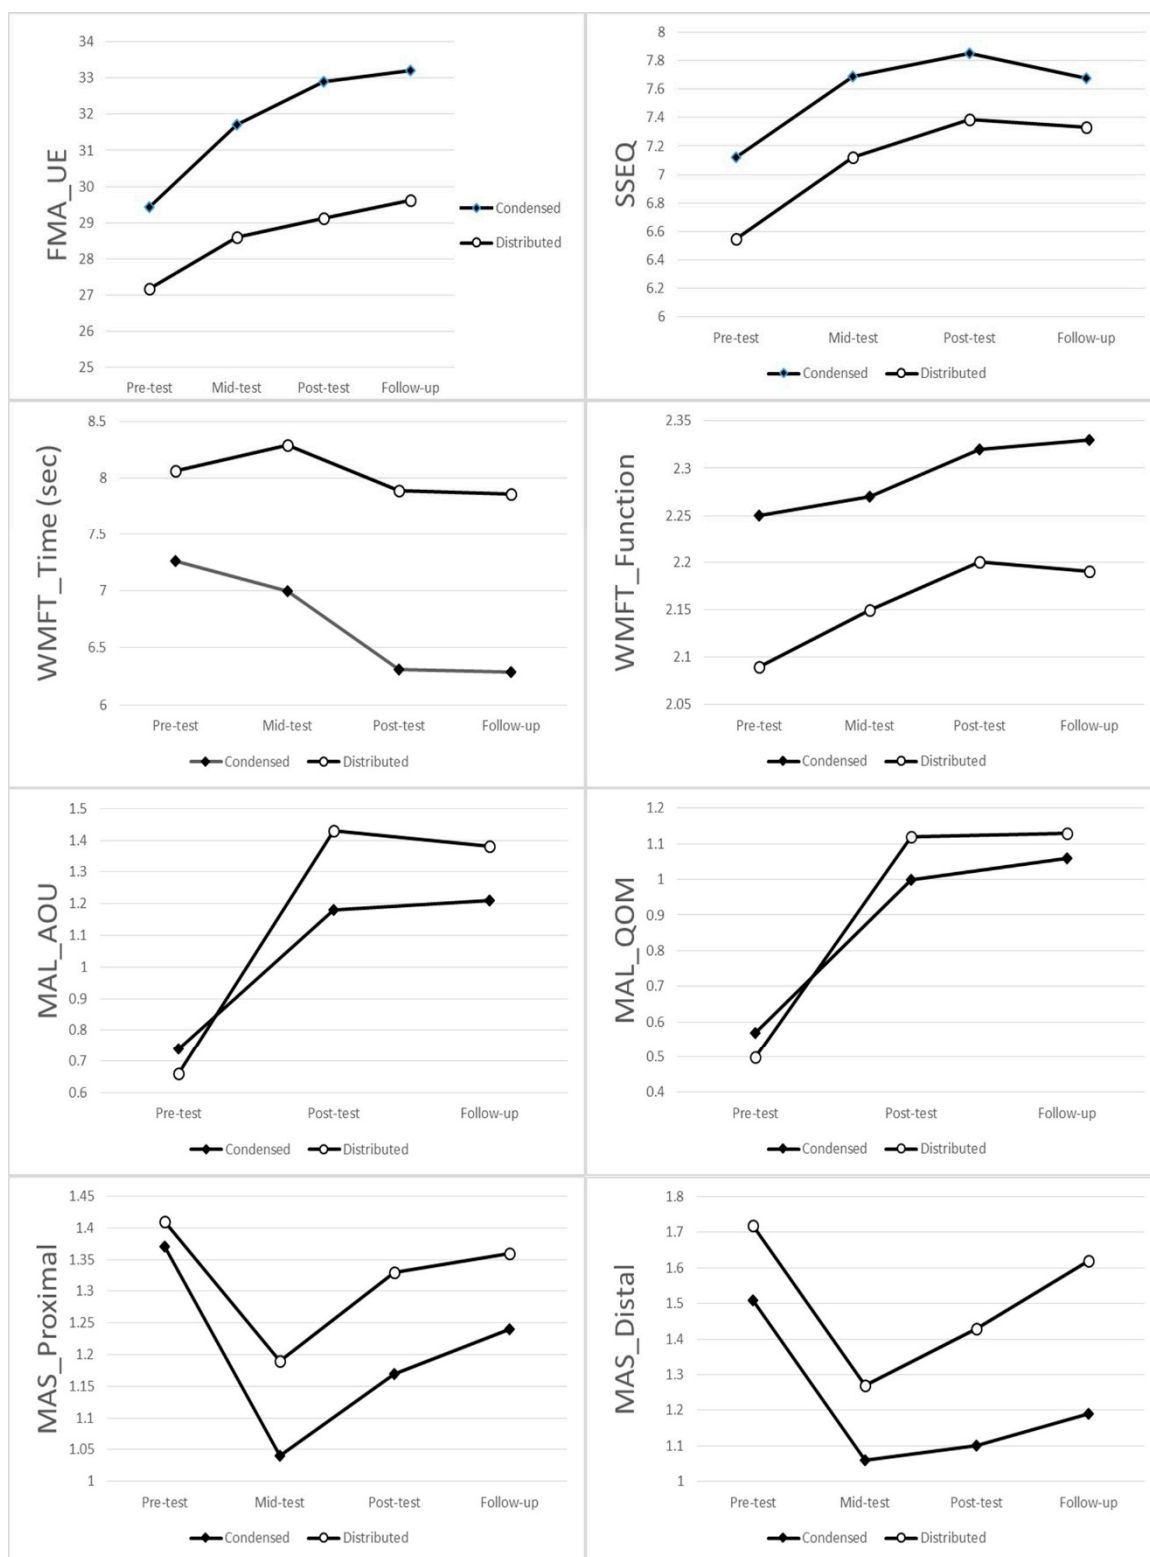 FMA_UE
34
33
32
31
30
29
28
27
26
25
Pre-test Mid-test Post-test Follow-up
Condensed
Distributed
SSEQ
8
7.8
7.6
7.4
7.2
7
6.8
6.6
6.4
6.2
6
Pre-test Mid-test Post-test Follow-up
Condensed Distributed
WMFT_Time (sec)
8.5
8
7.5
7
6.5
6
Pre-test Mid-test Post-test Follow-up
Condensed Distributed
WMFT_Function
2.35
2.3
2.25
2.2
2.15
2.1
2.05
Pre-test Mid-test Post-test Follow-up
Condensed Distributed
MAL_AOU
1.5
1.4
1.3
1.2
1.1
1
0.9
0.8
0.7
0.6
Pre-test Post-test Follow-up
Condensed Distributed
MAL_QOM
1.2
1.1
1
0.9
0.8
0.7
0.6
0.5
0.4
Pre-test Post-test Follow-up
Condensed Distributed
MAS_Proximal
1.45
1.4
1.35
1.3
1.25
1.2
1.15
1.1
1.05
1
Pre-test Mid-test Post-test Follow-up
Condensed Distributed
MAS_Distal
1.8
1.7
1.6
1.5
1.4
1.3
1.2
1.1
1
Pre-test Mid-test Post-test Follow-up
Condensed Distributed